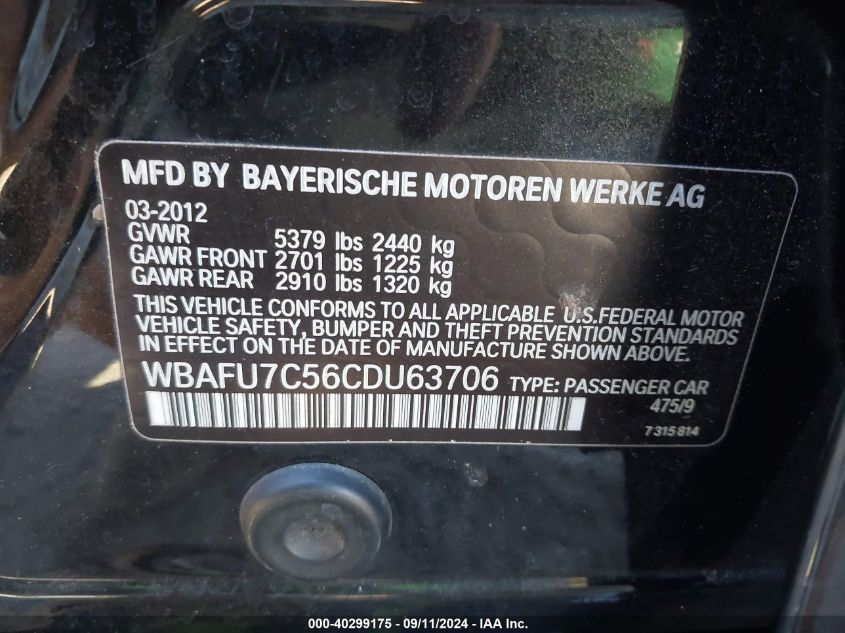 MFD BY BAYERISCHE MOTOREN WERKE AG
03-2012
GVWR 5379 lbs 2440 kg
GAWR FRONT 2701 lbs 1225 kg
GAWR REAR 2910 lbs 1320 kg
THIS VEHICLE CONFORMS TO ALL APPLICABLE U.S.FEDERAL MOTOR
VEHICLE SAFETY, BUMPER AND THEFT PREVENTION STANDARDS
IN EFFECT ON THE DATE OF MANUFACTURE SHOWN ABOVE.
WBAFU7C56CDU63706 TYPE: PASSENGER CAR
475/9
7 315 814
000-40299175 - 09/11/2024 - IAA, Inc.